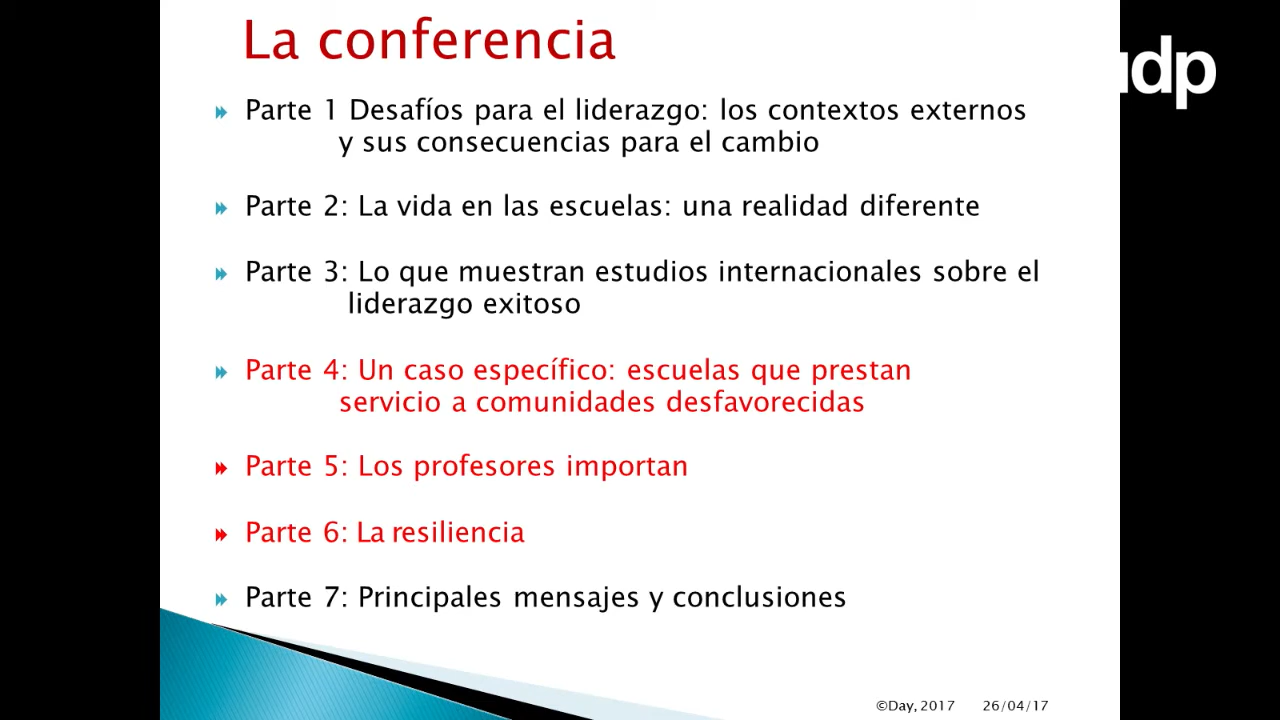 La conferencia
udp
Parte 1 Desafíos para el liderazgo: los contextos externos
y sus consecuencias para el cambio
Parte 2: La vida en las escuelas: una realidad diferente
Parte 3: Lo que muestran estudios internacionales sobre el
liderazgo exitoso
Parte 4: Un caso específico: escuelas que prestan
servicio a comunidades desfavorecidas
Parte 5: Los profesores importan
Parte 6: La resiliencia
Parte 7: Principales mensajes y conclusiones
©Day, 2017 26/04/17